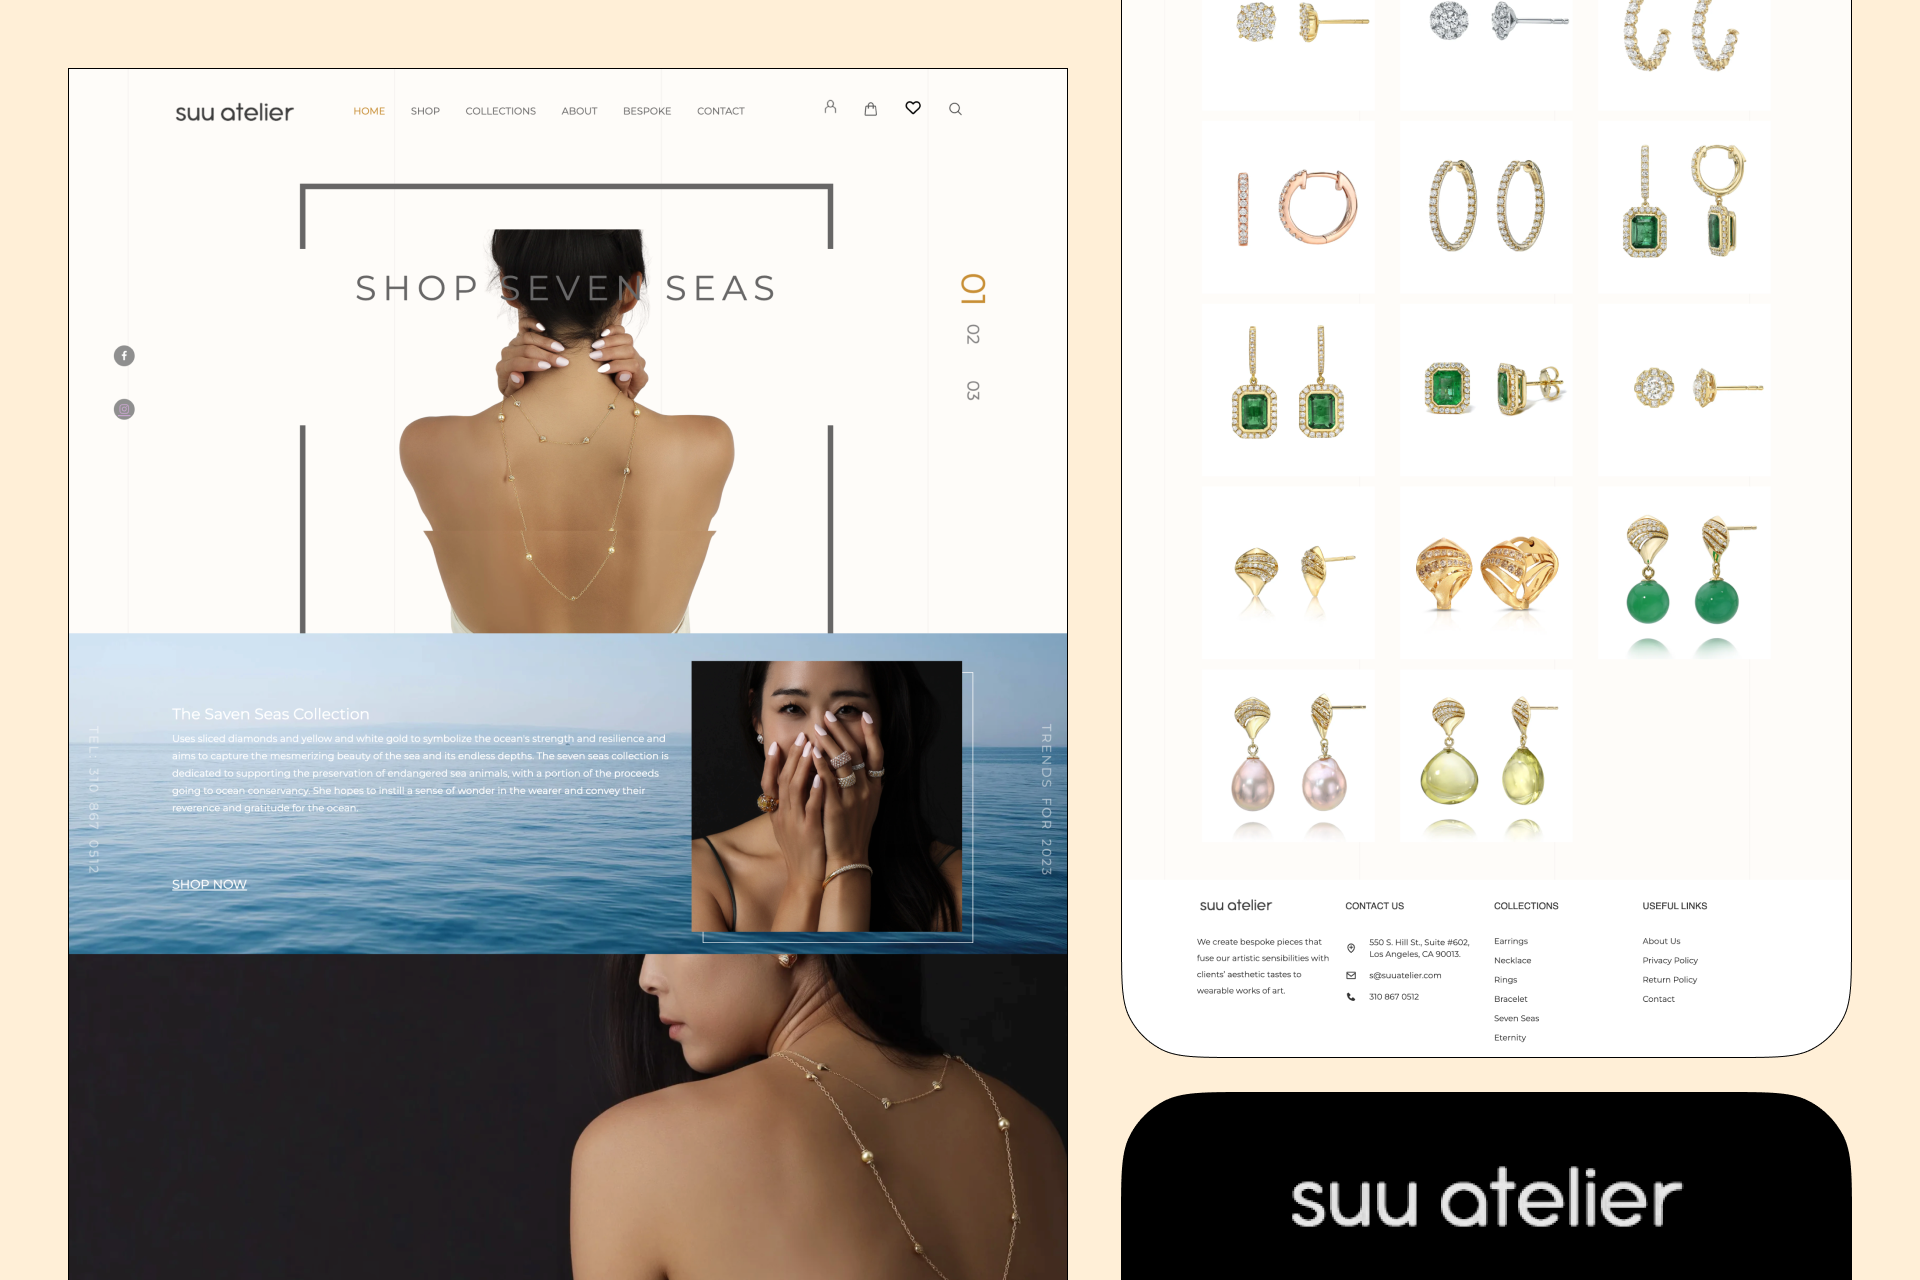 suu atelier
HOME SHOP COLLECTIONS ABOUT BESPOKE CONTACT
SHOP SEVEN SEAS
01
02
03
The Saven Seas Collection
Uses sliced diamonds and yellow and white gold to symbolize the ocean's strength and resilience and
aims to capture the mesmerizing beauty of the sea and its endless depths. The seven seas collection is
dedicated to supporting the preservation of endangered sea animals, with a portion of the proceeds
going to ocean conservancy. She hopes to instill a sense of wonder in the wearer and convey their
reverence and gratitude for the ocean.
SHOP NOW
TEL: 310 867 0512
TRENDS FOR 2023
suu atelier
We create bespoke pieces that
fuse our artistic sensibilities with
clients' aesthetic tastes to
wearable works of art.
CONTACT US
550 S. Hill St., Suite #602,
Los Angeles, CA 90013.
s@suuatelier.com
310 867 0512
COLLECTIONS
Earrings
Necklace
Rings
Bracelet
Seven Seas
Eternity
USEFUL LINKS
About Us
Privacy Policy
Return Policy
Contact
suu atelier